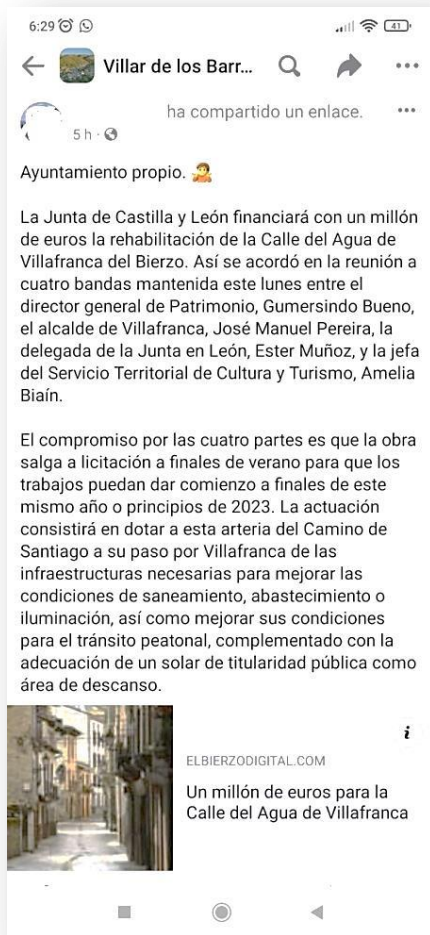 6:29
41
Villar de los Barr...
ha compartido un enlace.
5 h
Ayuntamiento propio.
La Junta de Castilla y León financiará con un millón
de euros la rehabilitación de la Calle del Agua de
Villafranca del Bierzo. Así se acordó en la reunión a
cuatro bandas mantenida este lunes entre el
director general de Patrimonio, Gumersindo Bueno,
el alcalde de Villafranca, José Manuel Pereira, la
delegada de la Junta en León, Ester Muñoz, y la jefa
del Servicio Territorial de Cultura y Turismo, Amelia
Biaín.
El compromiso por las cuatro partes es que la obra
salga a licitación a finales de verano para que los
trabajos puedan dar comienzo a finales de este
mismo año o principios de 2023. La actuación
consistirá en dotar a esta arteria del Camino de
Santiago a su paso por Villafranca de las
infraestructuras necesarias para mejorar las
condiciones de saneamiento, abastecimiento o
iluminación, así como mejorar sus condiciones
para el tránsito peatonal, complementado con la
adecuación de un solar de titularidad pública como
área de descanso.
ELBIERZODIGITAL.COM
Un millón de euros para la
Calle del Agua de Villafranca